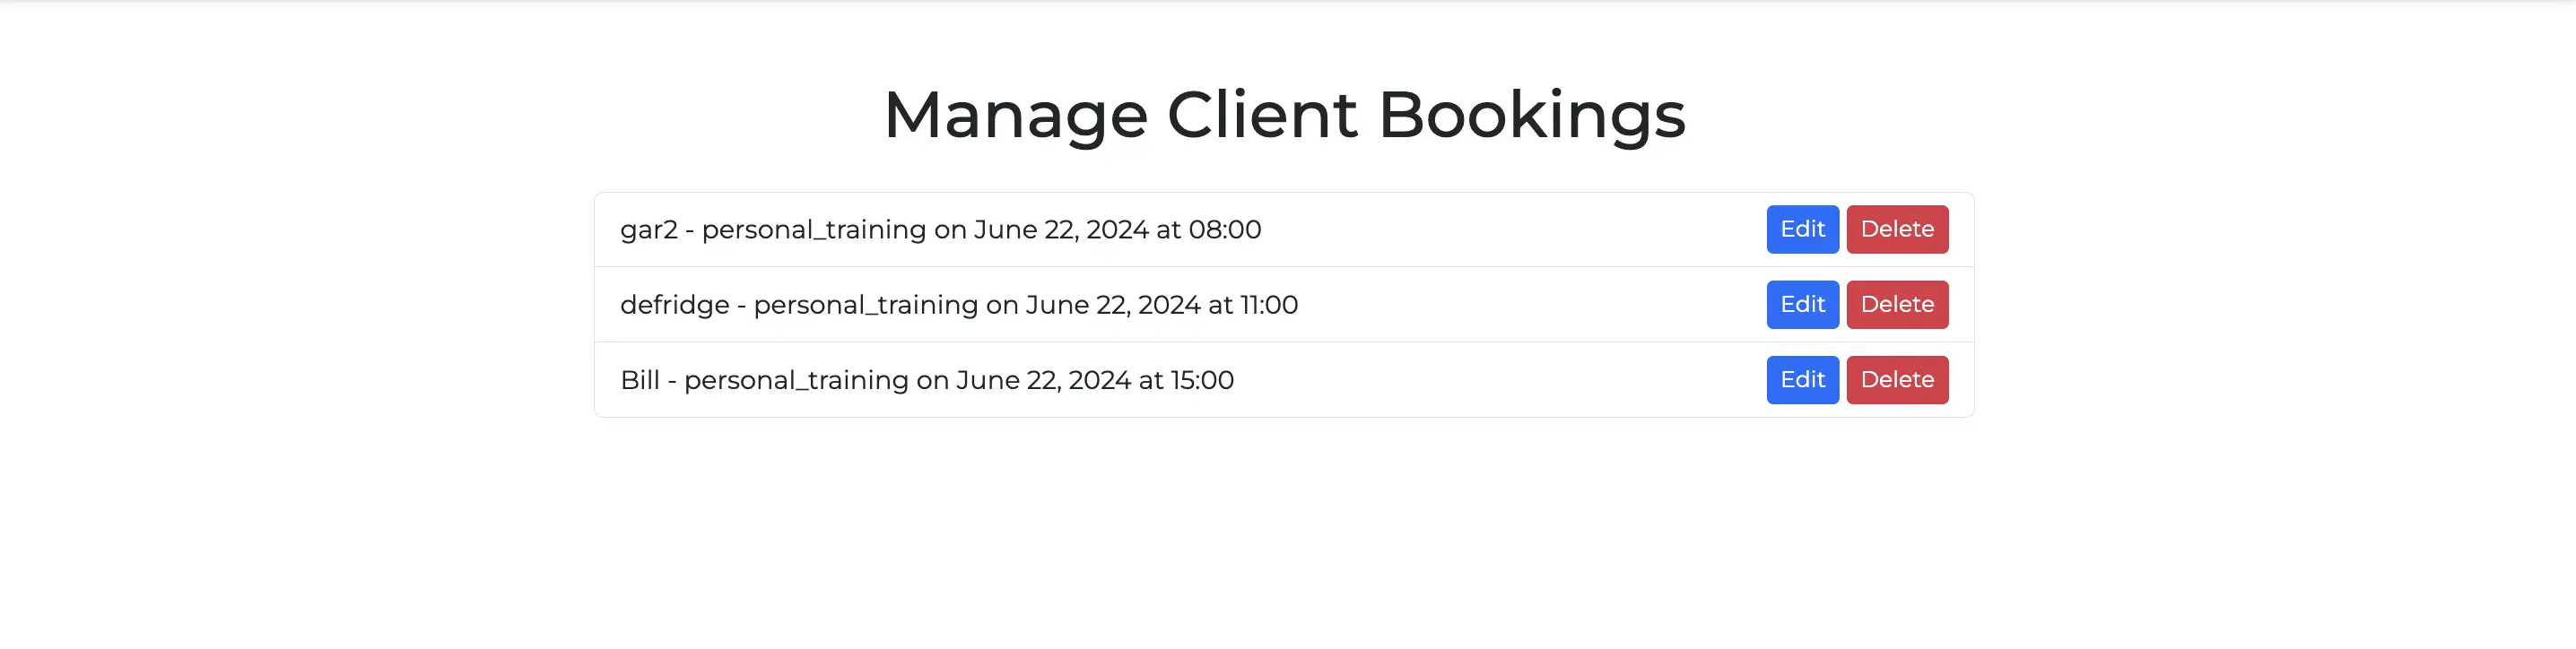 Manage Client Bookings
gar2 - personal_training on June 22, 2024 at 08:00 Edit Delete
defridge - personal_training on June 22, 2024 at 11:00 Edit Delete
Bill - personal_training on June 22, 2024 at 15:00 Edit Delete